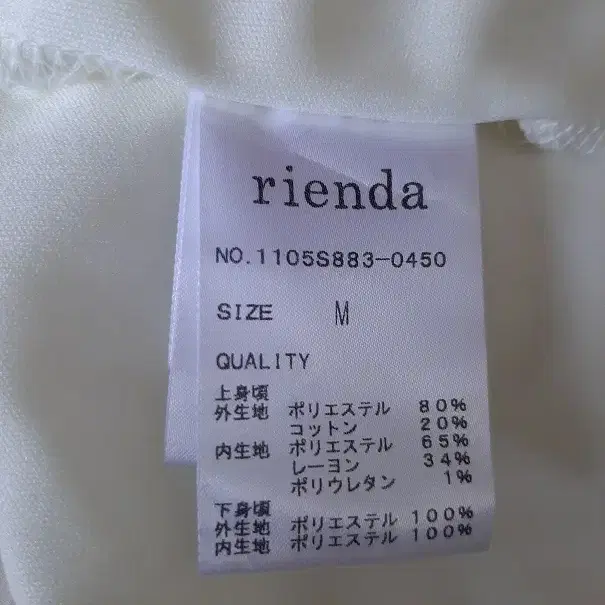 rienda
NO.1105S883-0450
SIZE M
QUALITY
上身頃
外生地 ポリエステル 80%
コットン 20%
内生地 ポリエステル 65%
レーヨン 34%
ポリウレタン 1%
下身頃
外生地 ポリエステル 100%
内生地 ポリエステル 100%